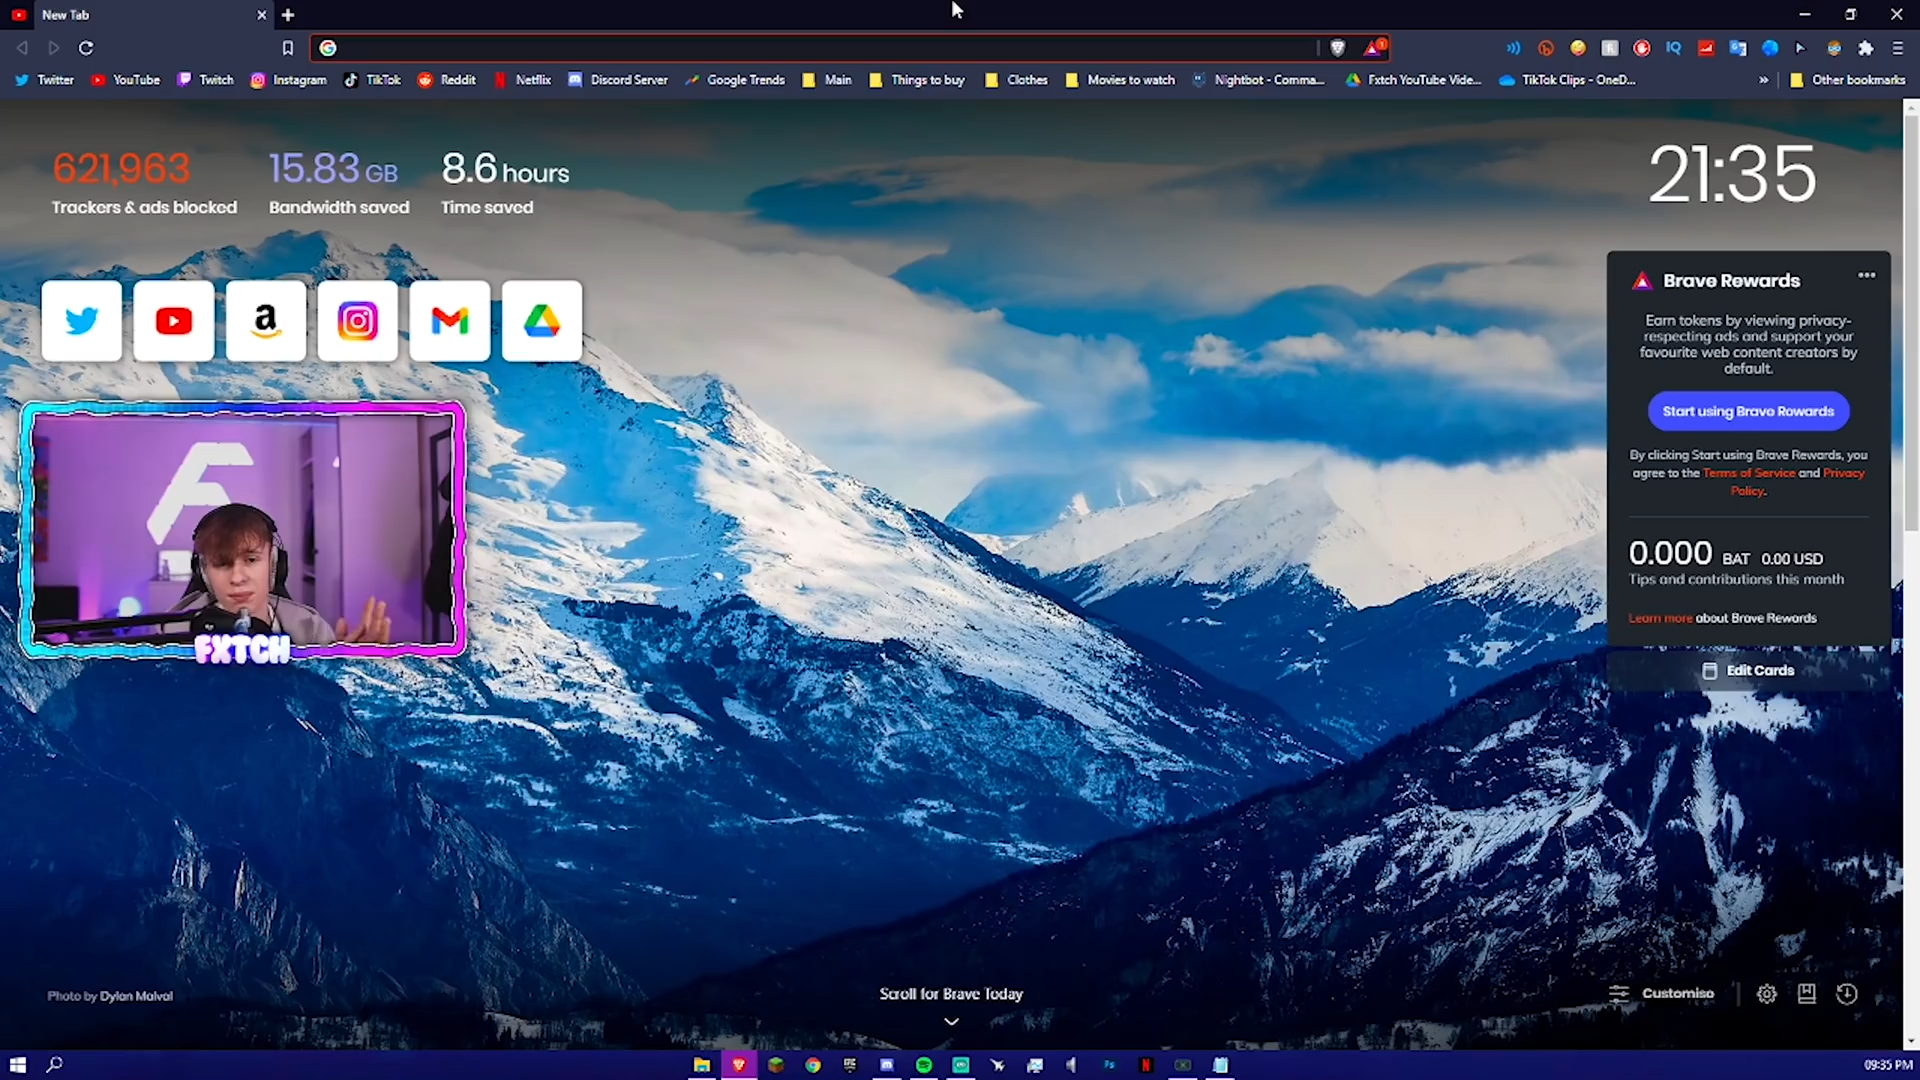 New Tab
Twitter
YouTube
Twitch
Instagram
TikTok
Reddit
Netflix
Discord Server
Google Trends
Main
Things to buy
Clothes
Movies to watch
Nightbot - Comma...
Fxtch YouTube Vide...
TikTok Clips - OneD...
Other bookmarks
621,963
Trackers & ads blocked
15.83 GB
Bandwidth saved
8.6 hours
Time saved
21:35
FXTCH
Brave Rewards
Earn tokens by viewing privacy-
respecting ads and support your
favourite web content creators by
default.
Start using Brave Rewards
By clicking Start using Brave Rewards, you
agree to the Terms of Service and Privacy
Policy.
0.000 BAT 0.00 USD
Tips and contributions this month
Learn more about Brave Rewards
Edit Cards
Photo by Dylan Malval
Scroll for Brave Today
Customise
09:35 PM